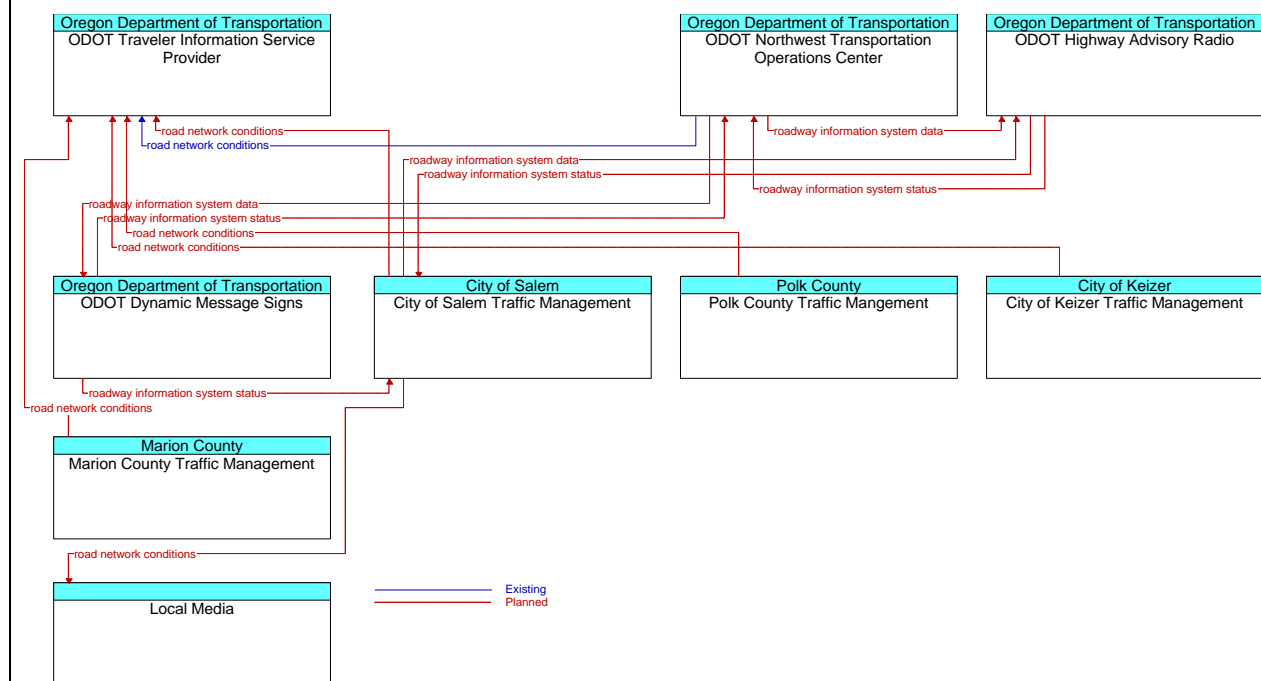 Oregon Department of Transportation
ODOT Traveler Information Service
Provider
Oregon Department of Transportation
ODOT Northwest Transportation
Operations Center
Oregon Department of Transportation
ODOT Highway Advisory Radio
road network conditions
roadway information system data
road network conditions
roadway information system data
roadway information system status
roadway information system status
roadway information system data
roadway information system status
road network conditions
road network conditions
Oregon Department of Transportation
ODOT Dynamic Message Signs
City of Salem
City of Salem Traffic Management
Polk County
Polk County Traffic Mangement
City of Keizer
City of Keizer Traffic Management
roadway information system status
road network conditions
Marion County
Marion County Traffic Management
road network conditions
Local Media
Existing
Planned